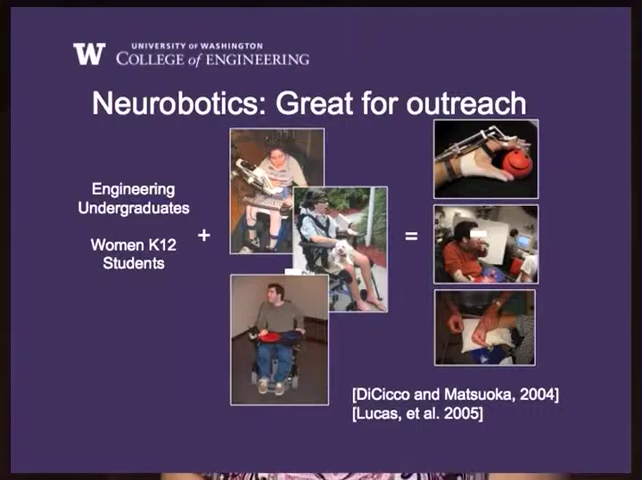 W
UNIVERSITY OF WASHINGTON
COLLEGE of ENGINEERING
Neurobotics: Great for outreach
Engineering
Undergraduates
Women K12
Students
+
=
[DiCicco and Matsuoka, 2004]
[Lucas, et al. 2005]